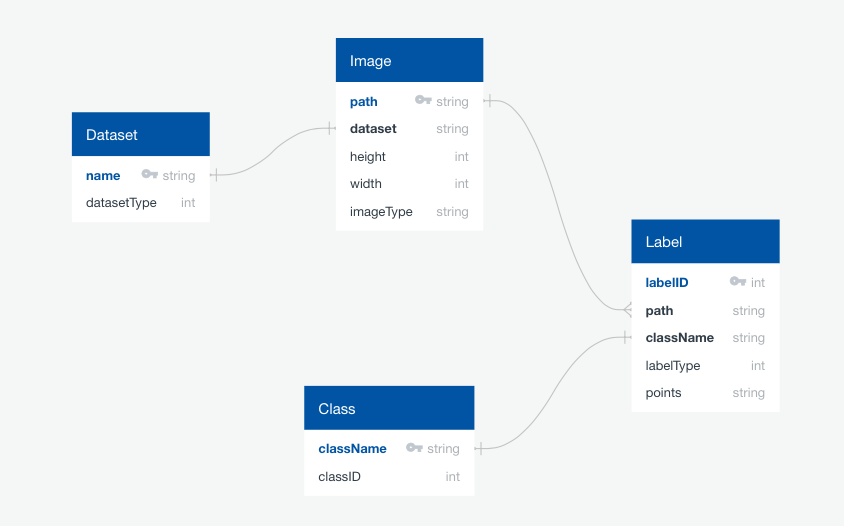 Image
path string
dataset string
height int
width int
imageType string
Dataset
name string
datasetType int
Label
labelID int
path string
className string
labelType int
points string
Class
className string
classID int